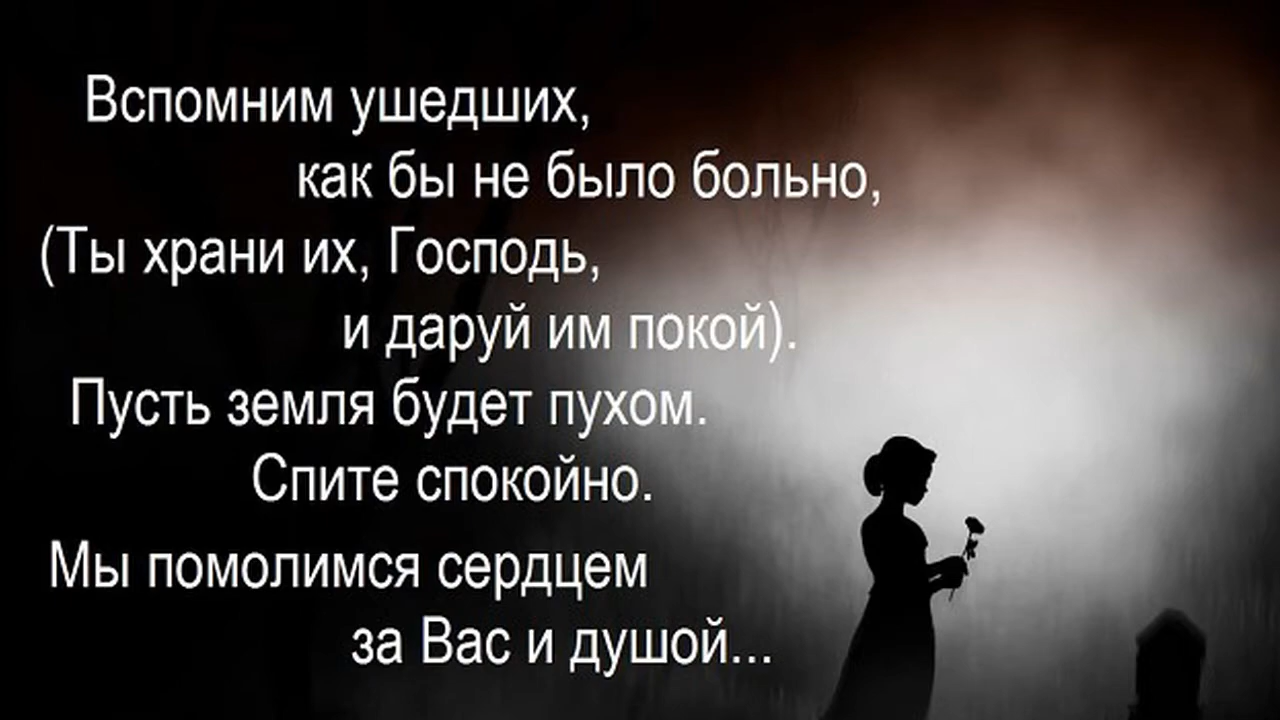 Вспомним ушедших,
как бы не было больно,
(Ты храни их, Господь,
и даруй им покой).
Пусть земля будет пухом.
Спите спокойно.
Мы помолимся сердцем
за Вас и душой...